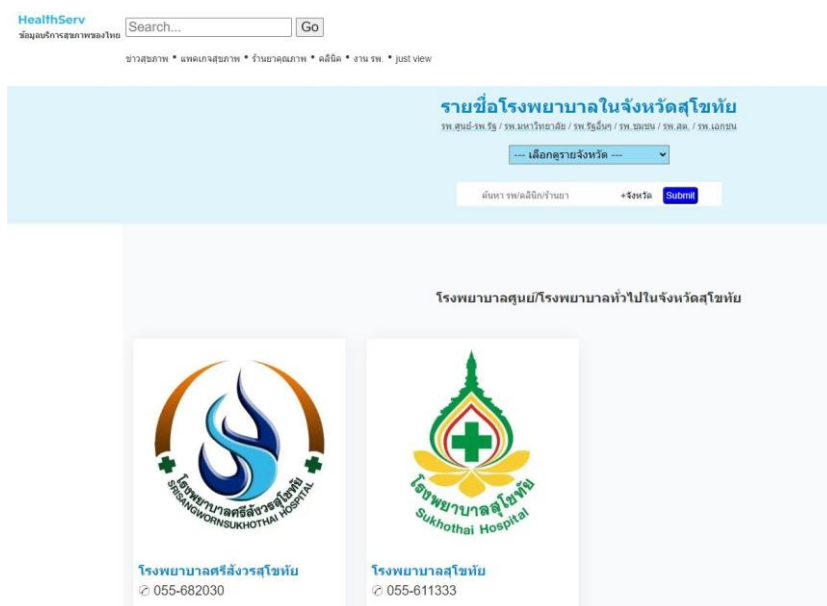 HealthServ
ข้อมูลบริการสุขภาพของไทย
Search...
Go
ข่าวสุขภาพ • แพคเกจสุขภาพ • ร้านยาคุณภาพ • คลินิค • งาน รพ. • just view
รายชื่อโรงพยาบาลในจังหวัดสุโขทัย
รพ.ศูนย์-รพ.รัฐ / รพ.มหาวิทยาลัย / รพ.รัฐอื่นๆ / รพ.ชุมชน / รพ.สต. / รพ.เอกชน
--- เลือกดูรายจังหวัด ---
ค้นหา รพ/คลินิก/ร้านยา +จังหวัด Submit
โรงพยาบาลศูนย์/โรงพยาบาลทั่วไปในจังหวัดสุโขทัย
โรงพยาบาลศรีสังวรสุโขทัย
SRISANGWORNSUKHOTHAI HOSPITAL
โรงพยาบาลสุโขทัย
Sukhothai Hospital
โรงพยาบาลศรีสังวรสุโขทัย
✆ 055-682030
โรงพยาบาลสุโขทัย
✆ 055-611333